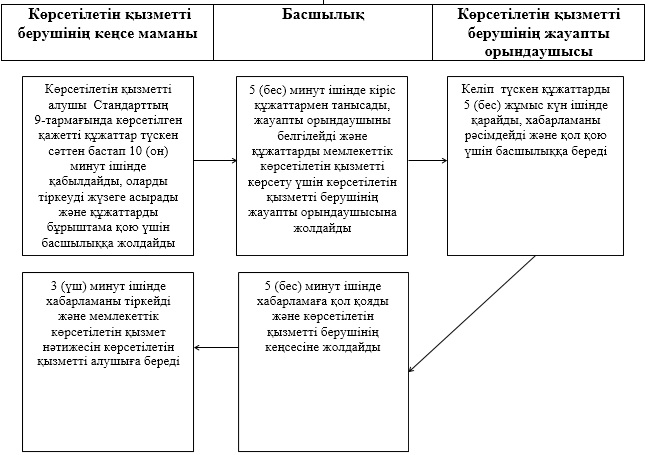 Көрсетілетін қызметті
берушінің кеңсе маманы
Басшылық
Көрсетілетін қызметті
берушінің жауапты
орындаушысы
Көрсетілетін қызметті
алушы Стандарттың
9-тармағында көрсетілген
қажетті құжаттар түскен
сәттен бастап 10 (он)
минут ішінде
қабылдайды, оларды
тіркеуді жүзеге асырады
және құжаттарды
бұрыштама қою үшін
басшылыққа жолдайды
5 (бес) минут ішінде кіріс
құжаттармен танысады,
жауапты орындаушыны
белгілейді және
құжаттарды мемлекеттік
көрсетілетін қызметті
көрсету үшін көрсетілетін
қызметті берушінің
жауапты орындаушысына
жолдайды
Келіп түскен құжаттарды
5 (бес) жұмыс күн ішінде
қарайды, хабарламаны
рәсімдейді және қол қою
үшін басшылыққа береді
3 (үш) минут ішінде
хабарламаны тіркейді
және мемлекеттік
көрсетілетін қызмет
нәтижесін көрсетілетін
қызметті алушыға береді
5 (бес) минут ішінде
хабарламаға қол қояды
және көрсетілетін
қызметті берушінің
кеңсесіне жолдайды